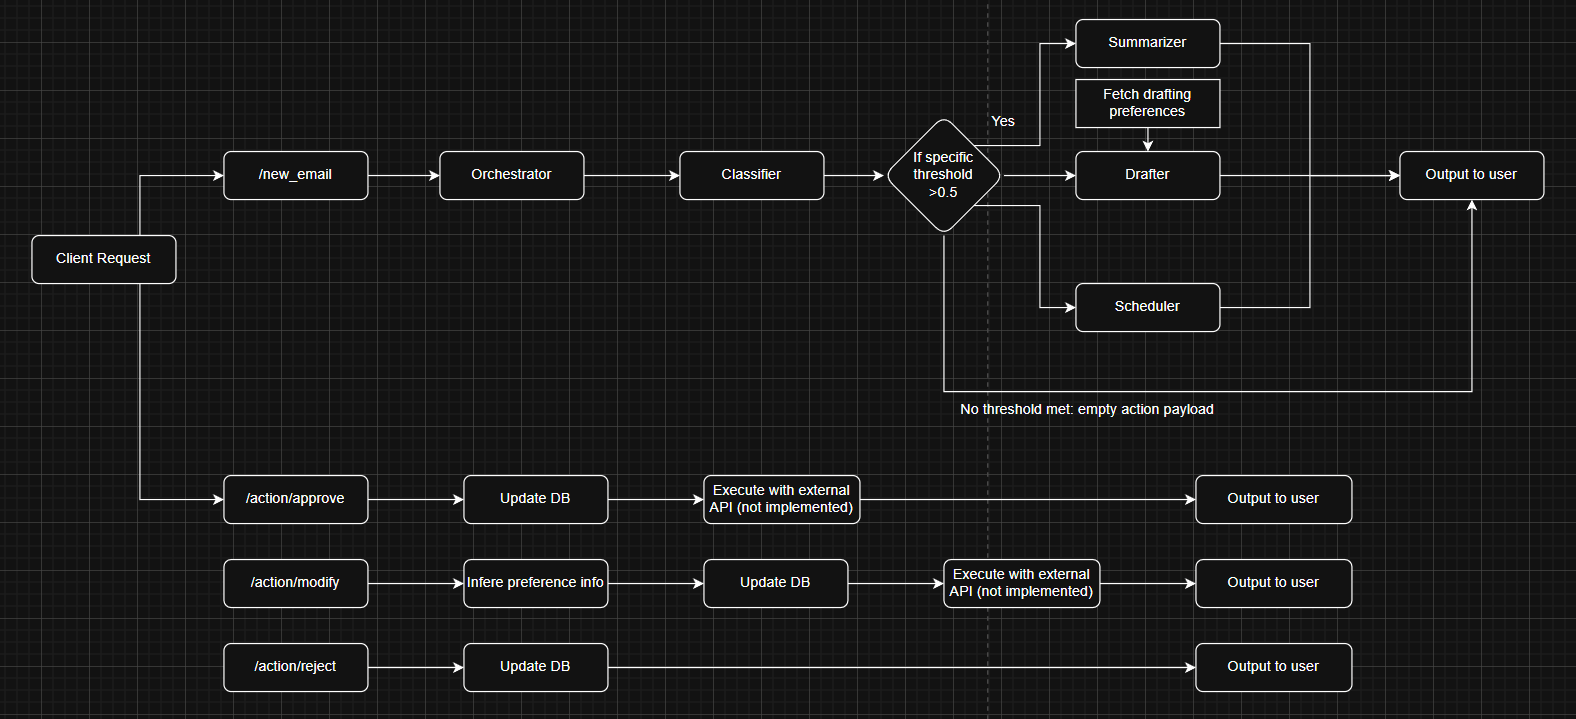 Summarizer
Fetch drafting
preferences
Yes
If specific
threshold
>0.5
/new_email
Orchestrator
Classifier
Drafter
Output to user
Client Request
Scheduler
No threshold met: empty action payload
/action/approve
Update DB
Execute with external
API (not implemented)
Output to user
/action/modify
Infere preference info
Update DB
Execute with external
API (not implemented)
Output to user
/action/reject
Update DB
Output to user